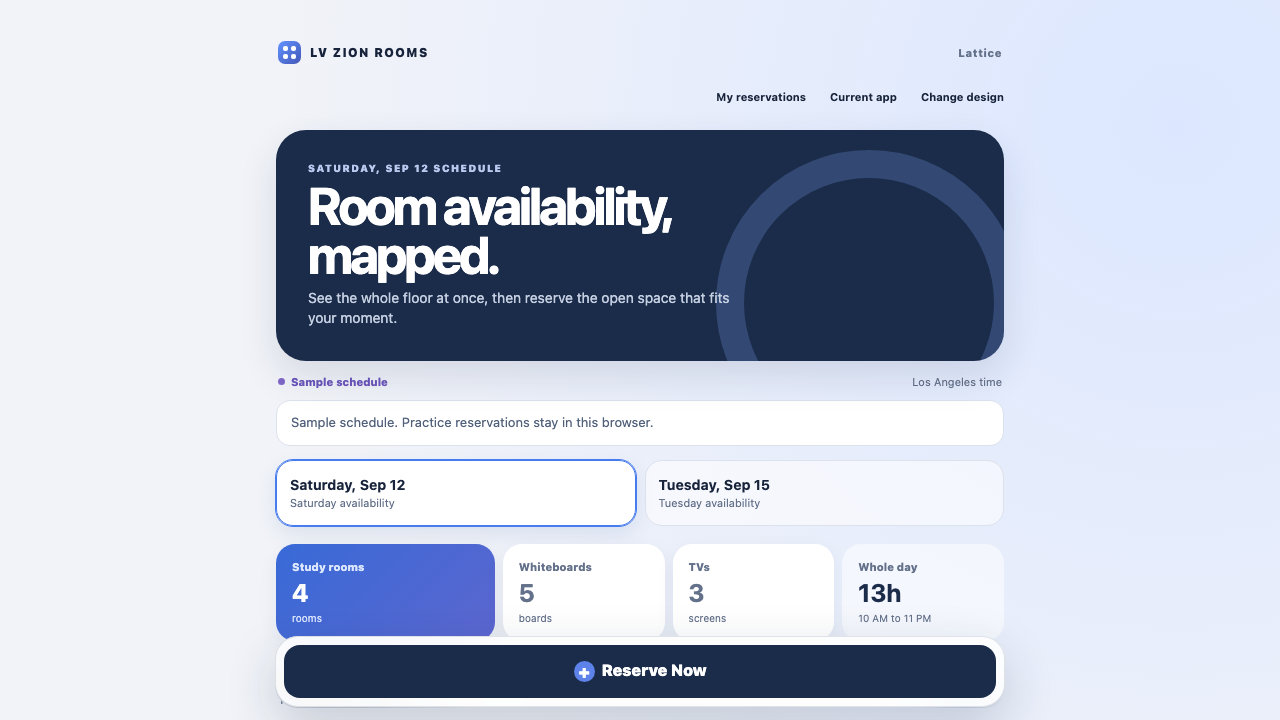 LV ZION ROOMS
Lattice
My reservations
Current app
Change design
SATURDAY, SEP 12 SCHEDULE
Room availability,
mapped.
See the whole floor at once, then reserve the open space that fits
your moment.
Sample schedule
Los Angeles time
Sample schedule. Practice reservations stay in this browser.
Saturday, Sep 12
Saturday availability
Tuesday, Sep 15
Tuesday availability
Study rooms
4
rooms
Whiteboards
5
boards
TVs
3
screens
Whole day
13h
10 AM to 11 PM
Reserve Now